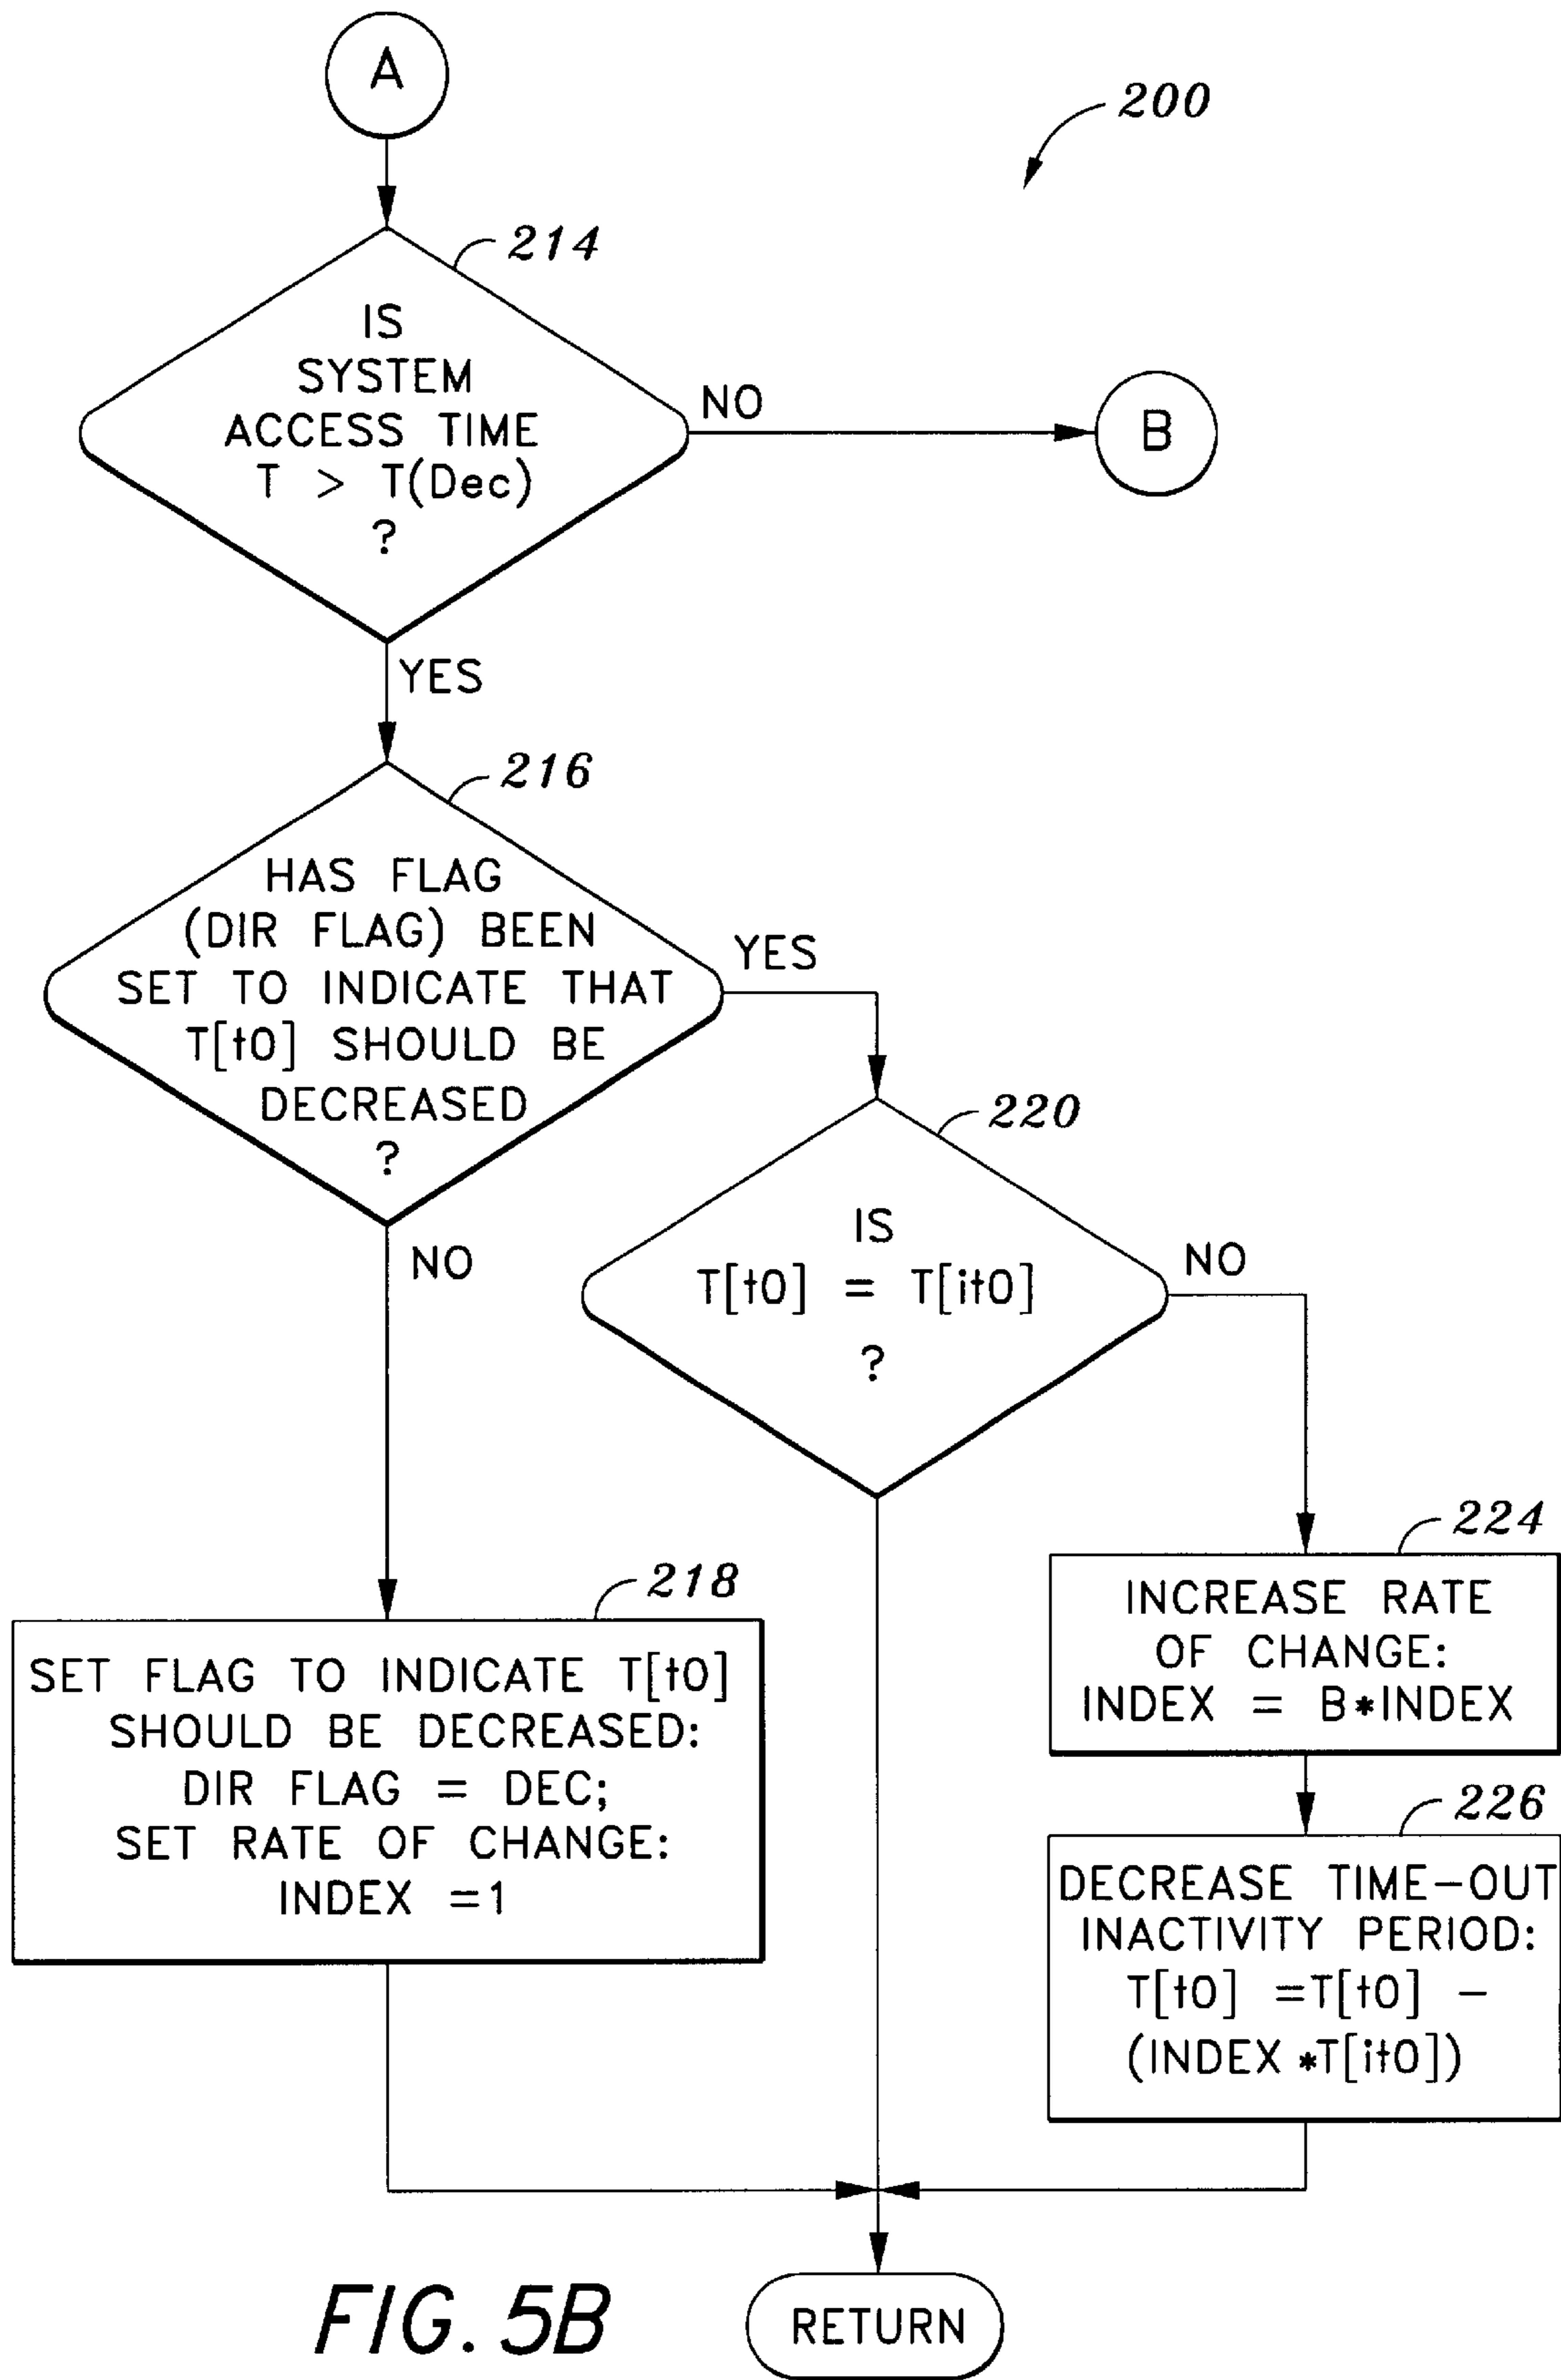 A
200
214
IS
SYSTEM
ACCESS TIME
T > T(Dec)
?
NO
B
YES
216
HAS FLAG
(DIR FLAG) BEEN
SET TO INDICATE THAT
T[t0] SHOULD BE
DECREASED
?
YES
NO
220
IS
T[t0] = T[it0]
?
NO
218
SET FLAG TO INDICATE T[t0]
SHOULD BE DECREASED:
DIR FLAG = DEC;
SET RATE OF CHANGE:
INDEX =1
224
INCREASE RATE
OF CHANGE:
INDEX = B*INDEX
226
DECREASE TIME-OUT
INACTIVITY PERIOD:
T[t0] =T[t0] -
(INDEX *T[it0])
RETURN
FIG. 5B